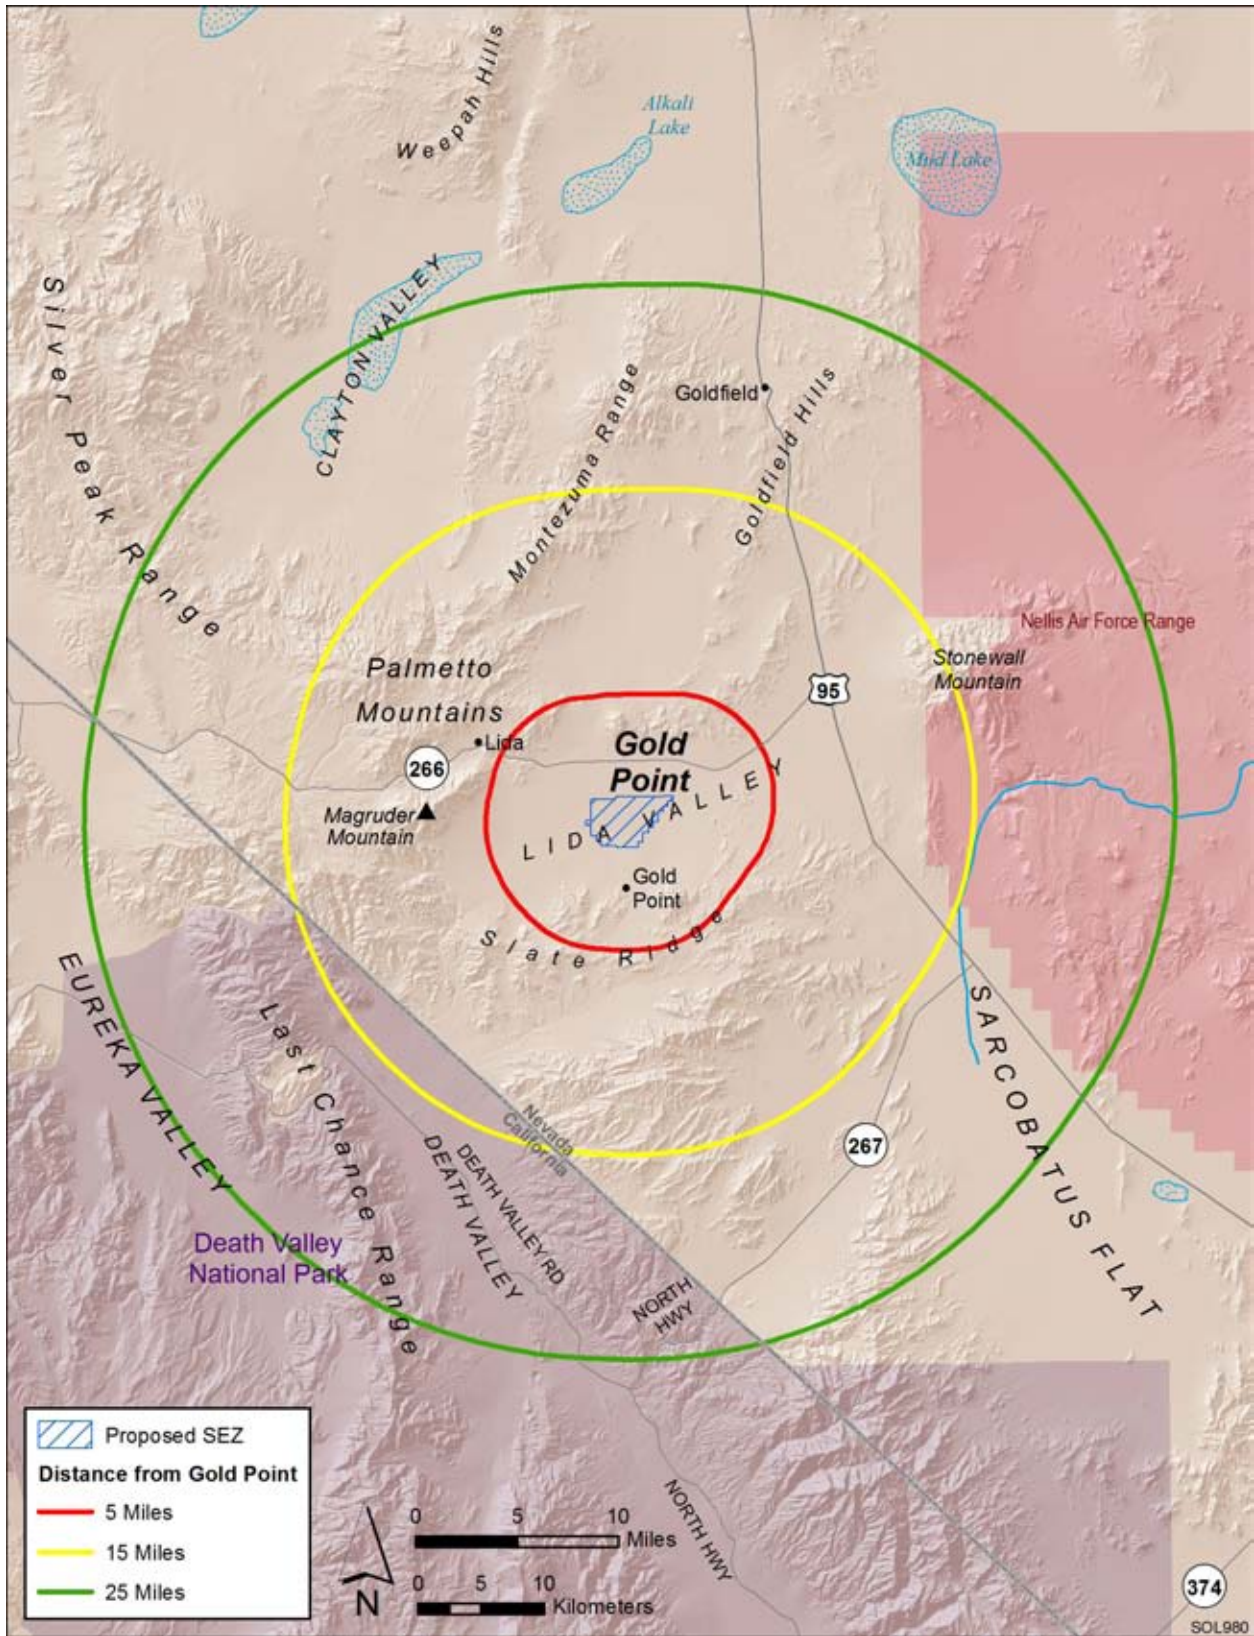 Weepah Hills
Alkali
Lake
Mud Lake
Silver Peak Range
CLAYTON VALLEY
Montezuma Range
Goldfield
Goldfield Hills
Nellis Air Force Range
Stonewall
Mountain
Palmetto
Mountains
95
Lida
266
Gold
Point
Magruder
Mountain
LIDA VALLEY
Gold
Point
Slate Ridge
EUREKA VALLEY
Last Chance Range
SARCOBATUS FLAT
Nevada
California
267
DEATH VALLEY RD
DEATH VALLEY
Death Valley
National Park
NORTH
HWY
NORTH HWY
Proposed SEZ
Distance from Gold Point
5 Miles
15 Miles
25 Miles
N
0 5 10
Miles
0 5 10
Kilometers
374
SOL980